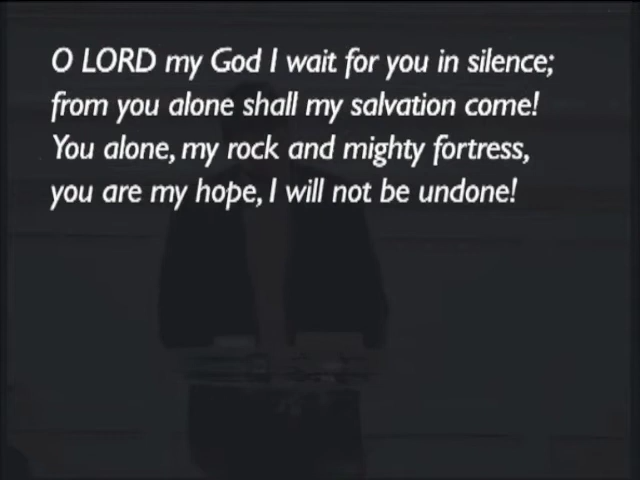 O LORD my God I wait for you in silence;
from you alone shall my salvation come!
You alone, my rock and mighty fortress,
you are my hope, I will not be undone!